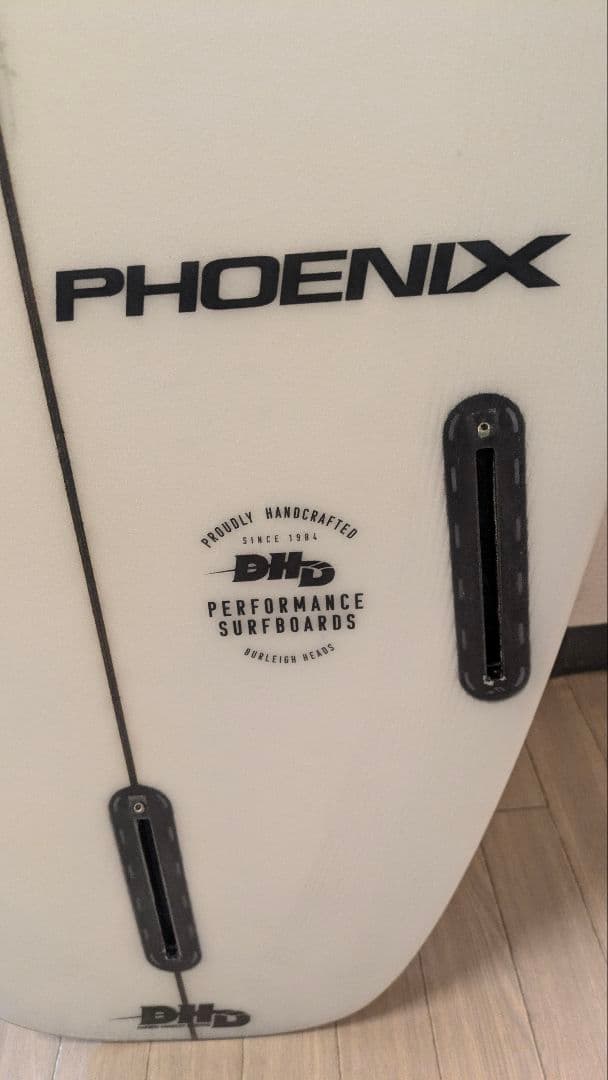 PHOENIX
PROUDLY HANDCRAFTED
SINCE 1984
DHD
PERFORMANCE
SURFBOARDS
BURLEIGH HEADS
DHD